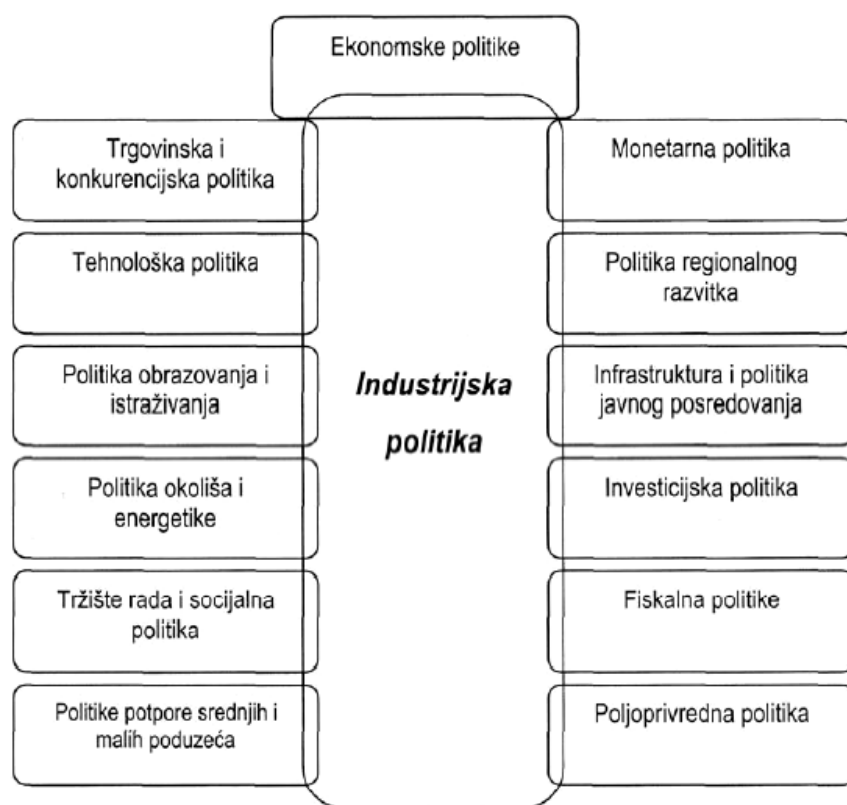 Ekonomske politike
Trgovinska i
konkurencijska politika
Tehnološka politika
Politika obrazovanja i
istraživanja
Politika okoliša i
energetike
Tržište rada i socijalna
politika
Politike potpore srednjih i
malih poduzeća
Industrijska
politika
Monetarna politika
Politika regionalnog
razvitka
Infrastruktura i politika
javnog posredovanja
Investicijska politika
Fiskalna politike
Poljoprivredna politika